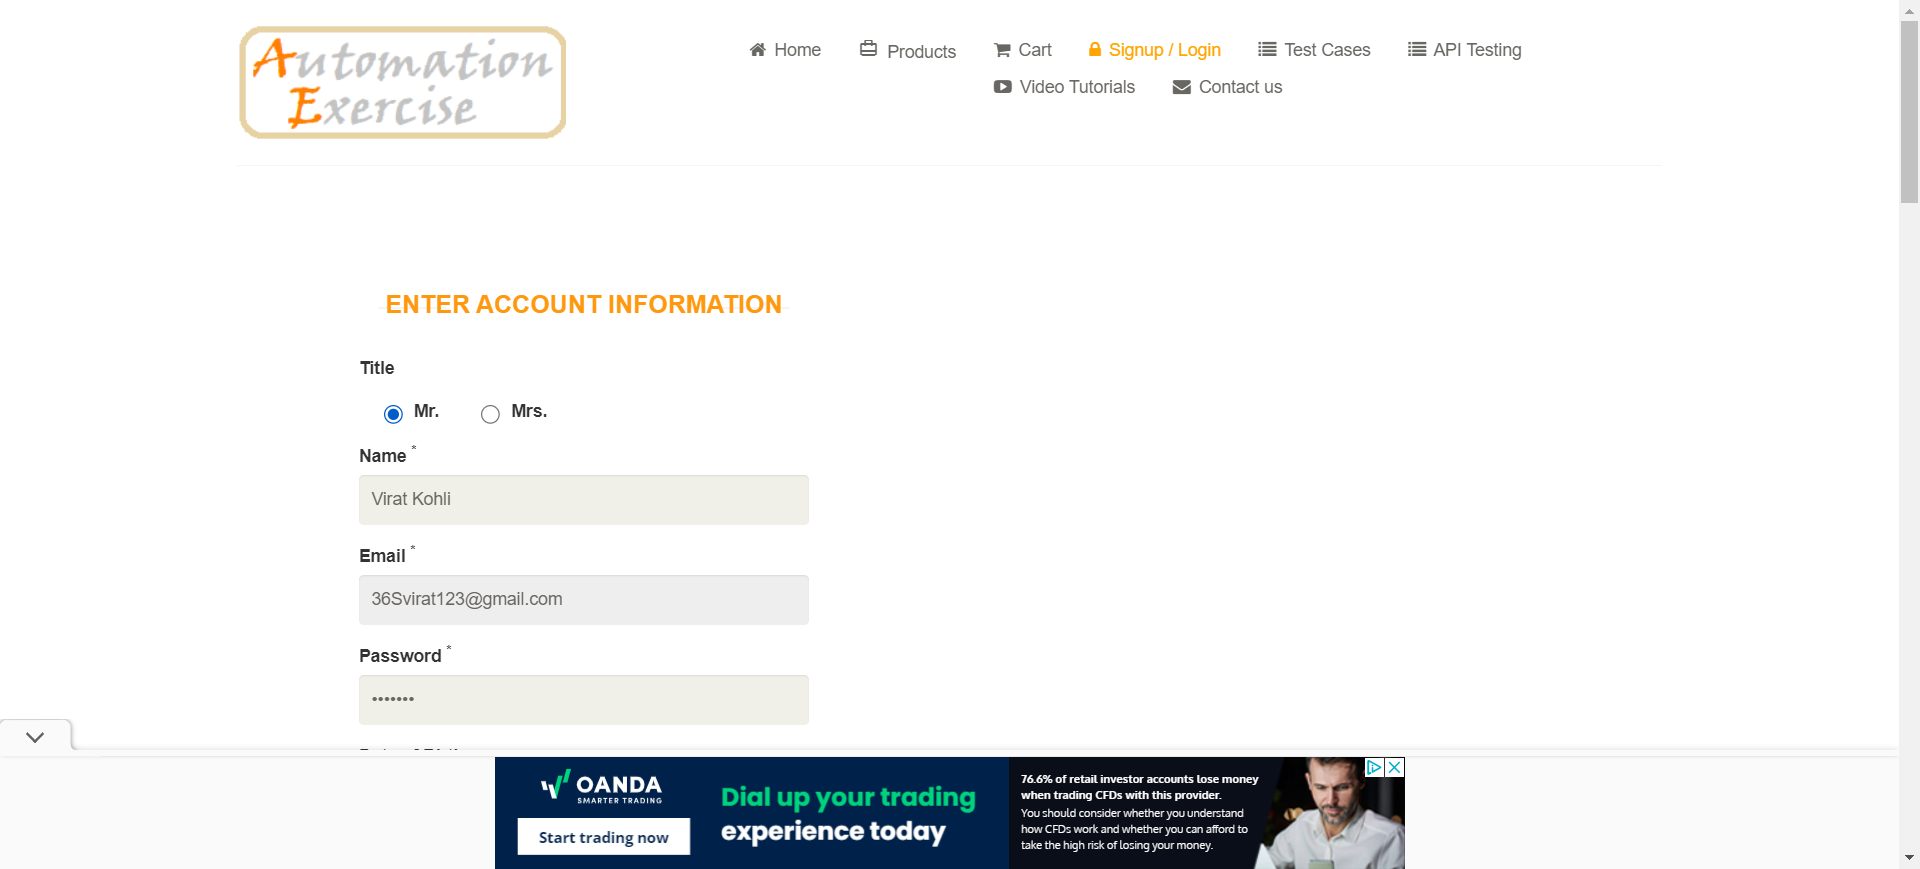 Automation
Exercise
Home
Products
Cart
Signup / Login
Test Cases
API Testing
Video Tutorials
Contact us
ENTER ACCOUNT INFORMATION
Title
Mr.
Mrs.
Name *
Virat Kohli
Email *
36Svirat123@gmail.com
Password *
•••••••
OANDA
SMARTER TRADING
Start trading now
Dial up your trading
experience today
76.6% of retail investor accounts lose money
when trading CFDs with this provider.
You should consider whether you understand
how CFDs work and whether you can afford to
take the high risk of losing your money.